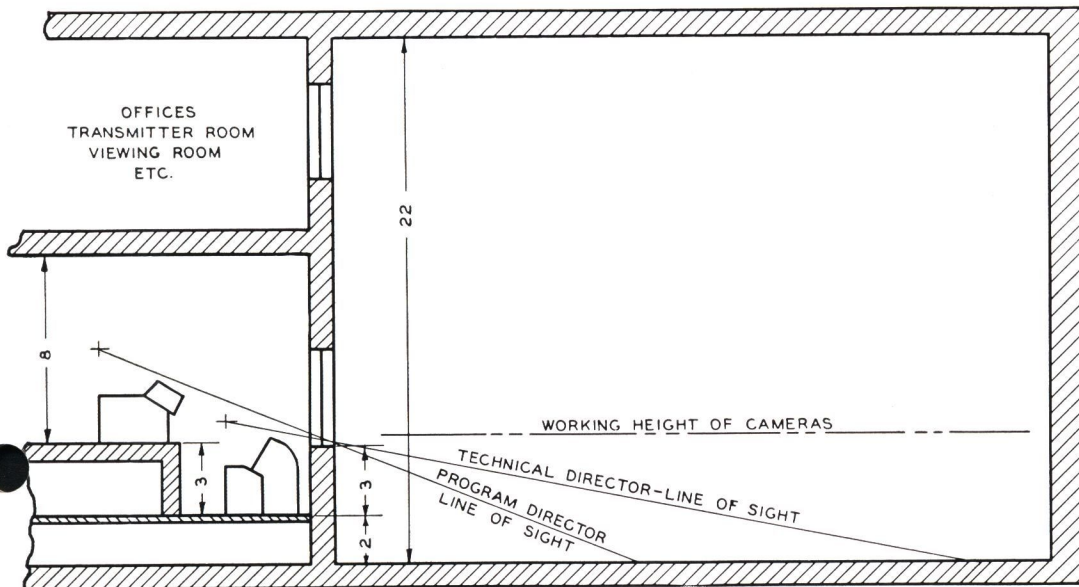 OFFICES
TRANSMITTER ROOM
VIEWING ROOM
ETC.
22
8
3
3
2
WORKING HEIGHT OF CAMERAS
TECHNICAL DIRECTOR-LINE OF SIGHT
PROGRAM DIRECTOR
LINE OF SIGHT